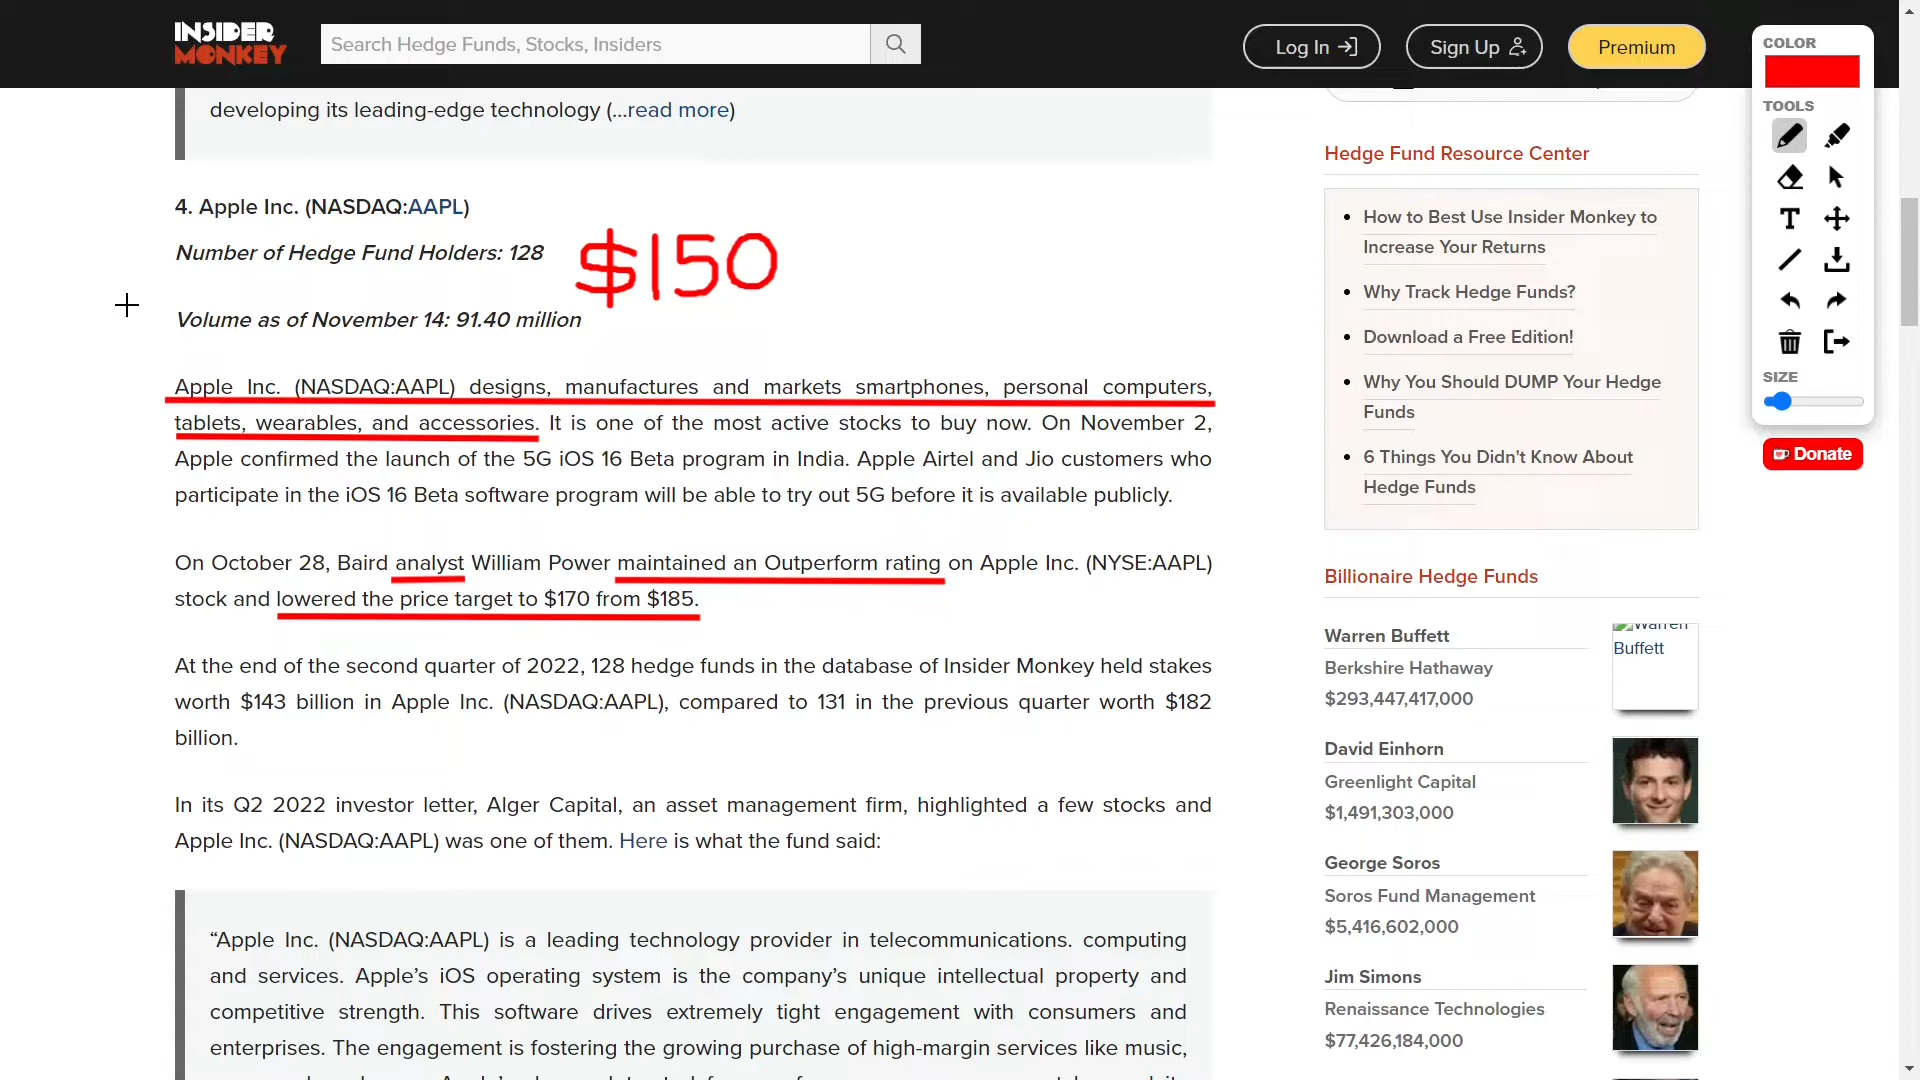 INSIDER
MONKEY
Search Hedge Funds, Stocks, Insiders
Log In
Sign Up
Premium
COLOR
TOOLS
T
SIZE
Donate
developing its leading-edge technology (…read more)
4. Apple Inc. (NASDAQ:AAPL)
Number of Hedge Fund Holders: 128
$150
Volume as of November 14: 91.40 million
Apple Inc. (NASDAQ:AAPL) designs, manufactures and markets smartphones, personal computers,
tablets, wearables, and accessories. It is one of the most active stocks to buy now. On November 2,
Apple confirmed the launch of the 5G iOS 16 Beta program in India. Apple Airtel and Jio customers who
participate in the iOS 16 Beta software program will be able to try out 5G before it is available publicly.
On October 28, Baird analyst William Power maintained an Outperform rating on Apple Inc. (NYSE:AAPL)
stock and lowered the price target to $170 from $185.
At the end of the second quarter of 2022, 128 hedge funds in the database of Insider Monkey held stakes
worth $143 billion in Apple Inc. (NASDAQ:AAPL), compared to 131 in the previous quarter worth $182
billion.
In its Q2 2022 investor letter, Alger Capital, an asset management firm, highlighted a few stocks and
Apple Inc. (NASDAQ:AAPL) was one of them. Here is what the fund said:
“Apple Inc. (NASDAQ:AAPL) is a leading technology provider in telecommunications. computing
and services. Apple’s iOS operating system is the company’s unique intellectual property and
competitive strength. This software drives extremely tight engagement with consumers and
enterprises. The engagement is fostering the growing purchase of high-margin services like music,
Hedge Fund Resource Center
How to Best Use Insider Monkey to
Increase Your Returns
Why Track Hedge Funds?
Download a Free Edition!
Why You Should DUMP Your Hedge
Funds
6 Things You Didn't Know About
Hedge Funds
Billionaire Hedge Funds
Warren Buffett
Berkshire Hathaway
$293,447,417,000
Warren
Buffett
David Einhorn
Greenlight Capital
$1,491,303,000
George Soros
Soros Fund Management
$5,416,602,000
Jim Simons
Renaissance Technologies
$77,426,184,000